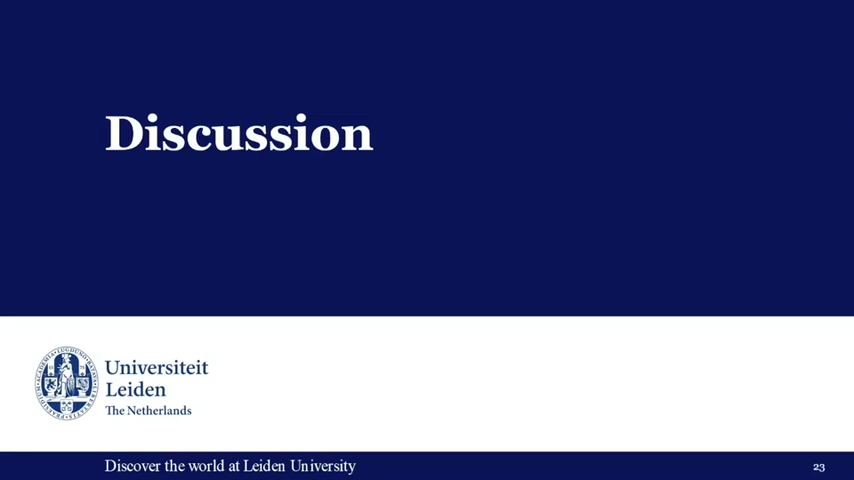 Discussion
Universiteit
Leiden
The Netherlands
Discover the world at Leiden University
23